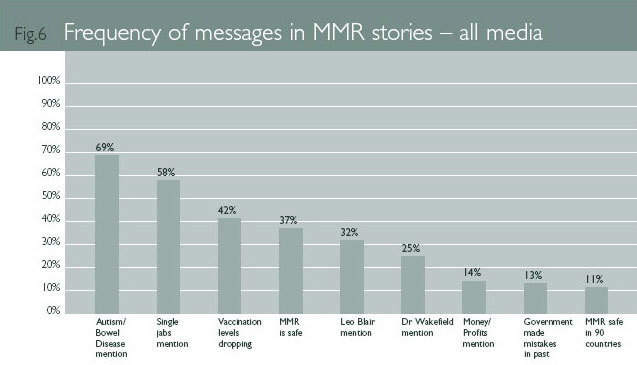 Fig.6 Frequency of messages in MMR stories – all media
100%
90%
80%
70%
60%
50%
40%
30%
20%
10%
0%
69%
58%
42%
37%
32%
25%
14%
13%
11%
Autism/
Bowel
Disease
mention
Single
jabs
mention
Vaccination
levels
dropping
MMR
is safe
Leo Blair
mention
Dr Wakefield
mention
Money/
Profits
mention
Government
made
mistakes
in past
MMR safe
in 90
countries